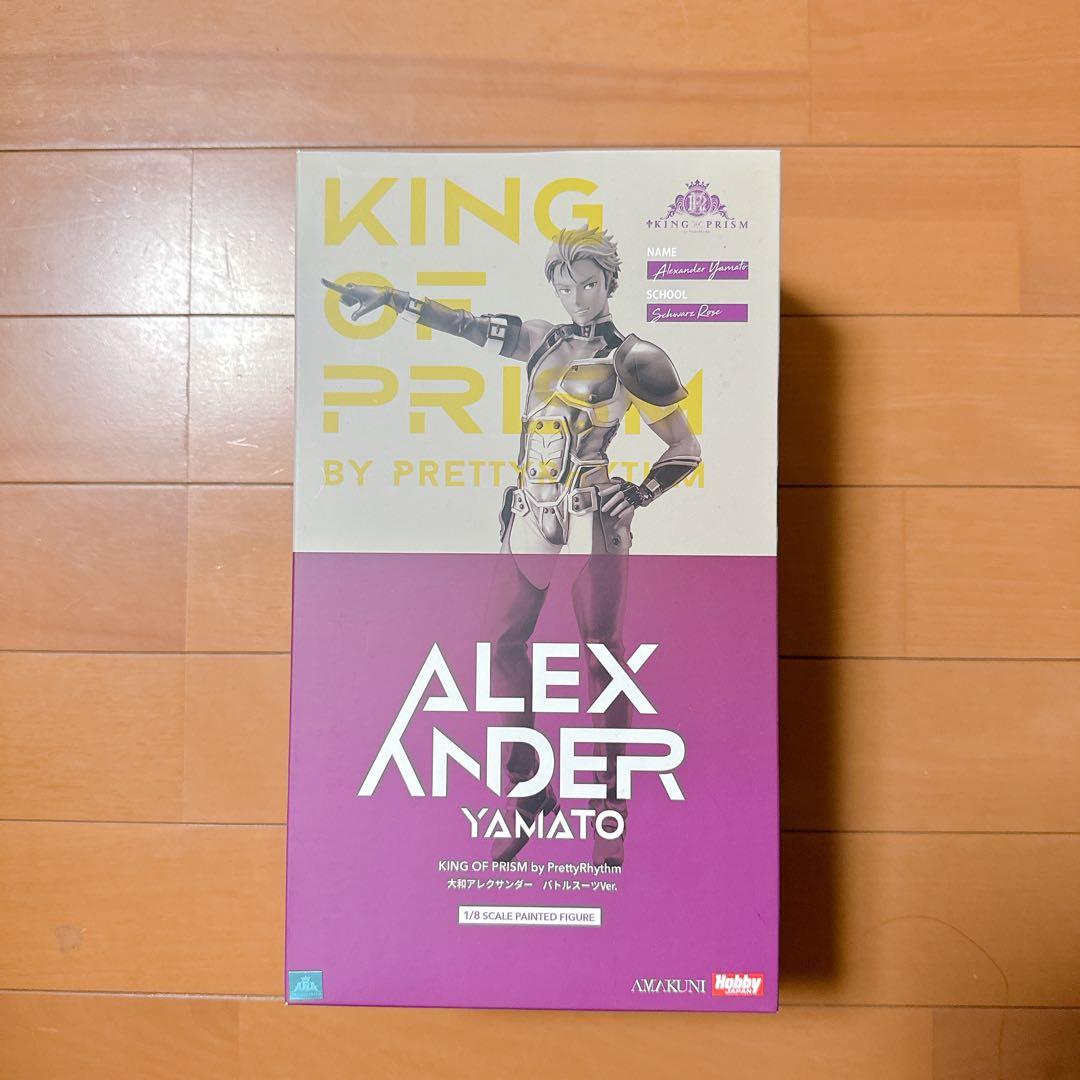 KING
OF
PRISM
BY PRETTYRHYTHM
KING OF PRISM
NAME
Alexander Yamato
SCHOOL
Schwarz Rose
ALEX
ANDER
YAMATO
KING OF PRISM by PrettyRhythm
大和アレクサンダー バトルスーツVer.
1/8 SCALE PAINTED FIGURE
AMAKUNI
Hobby
JAPAN